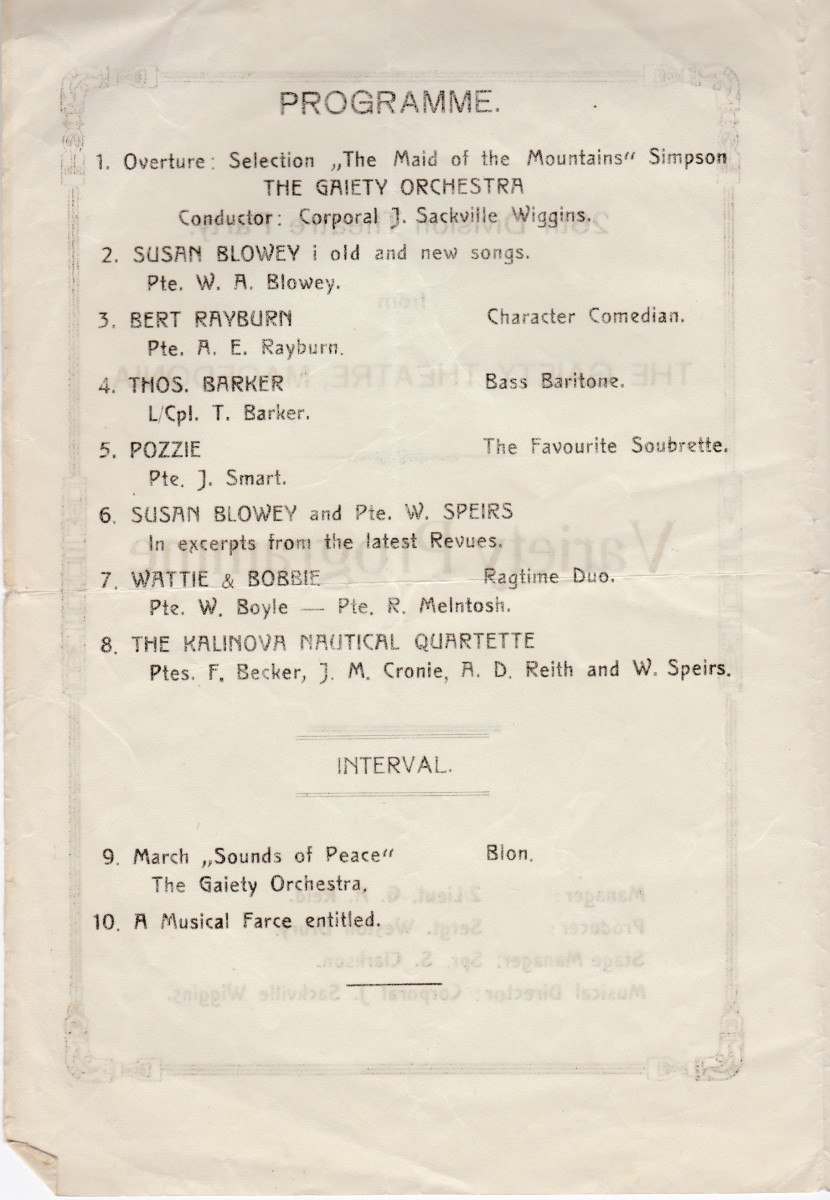 PROGRAMME.
1. Overture: Selection „The Maid of the Mountains“ Simpson
THE GAIETY ORCHESTRA
Conductor: Corporal J. Sackville Wiggins.
2. SUSAN BLOWEY i old and new songs.
Pte. W. A. Blowey.
3. BERT RAYBURN Character Comedian.
Pte. A. E. Rayburn.
4. THOS. BARKER Bass Baritone.
L/Cpl. T. Barker.
5. POZZIE The Favourite Soubrette.
Pte. J. Smart.
6. SUSAN BLOWEY and Pte. W. SPEIRS
In excerpts from the latest Revues.
7. WATTIE & BOBBIE Ragtime Duo.
Pte. W. Boyle — Pte. R. MeIntosh.
8. THE KALINOVA NAUTICAL QUARTETTE
Ptes. F. Becker, J. M. Cronie, A. D. Reith and W. Speirs.
INTERVAL.
9. March „Sounds of Peace“ Blon.
The Gaiety Orchestra.
10. A Musical Farce entitled.